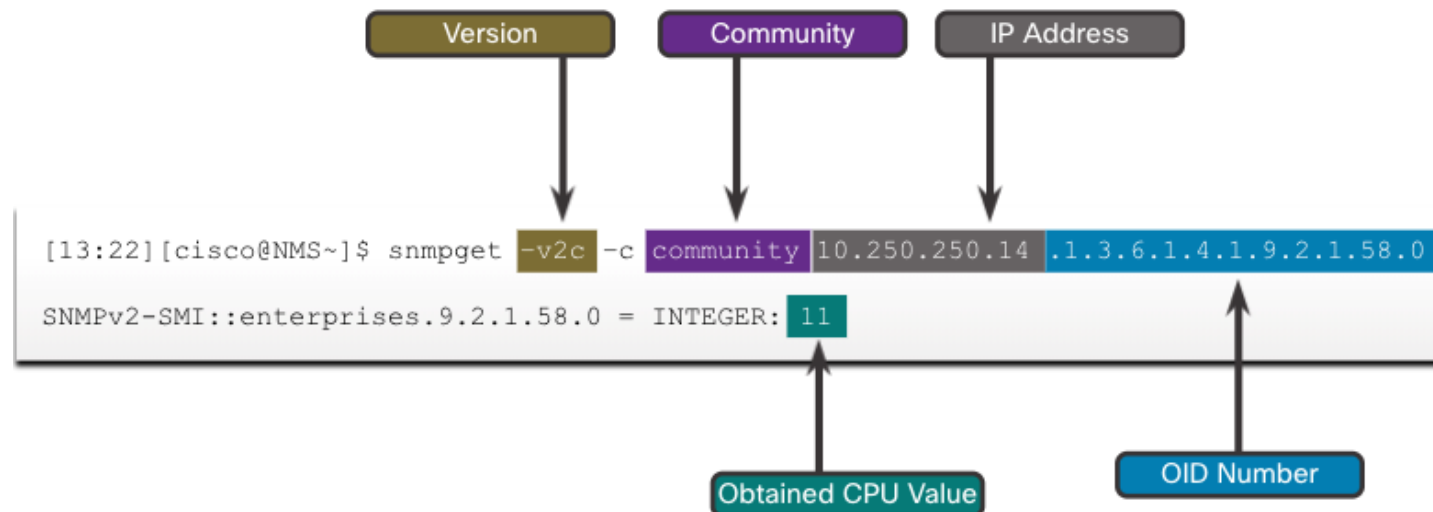 Version Community IP Address
[13:22][cisco@NMS~]$ snmpget -v2c -c community 10.250.250.14 .1.3.6.1.4.1.9.2.1.58.0
SNMPv2-SMI::enterprises.9.2.1.58.0 = INTEGER: 11
Obtained CPU Value OID Number